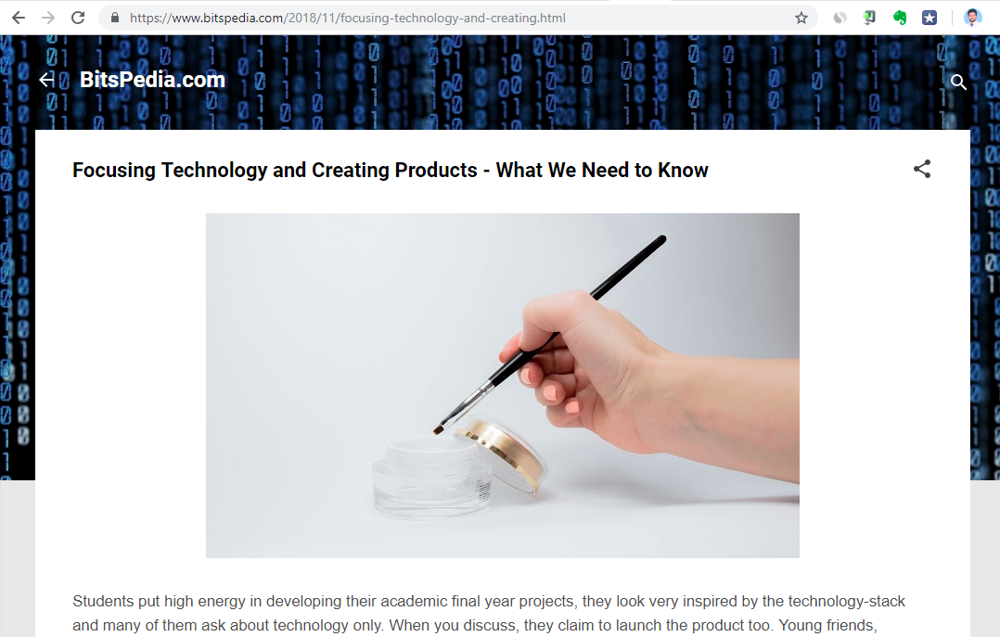 https://www.bitspedia.com/2018/11/focusing-technology-and-creating.html
BitsPedia.com
Focusing Technology and Creating Products - What We Need to Know
Students put high energy in developing their academic final year projects, they look very inspired by the technology-stack
and many of them ask about technology only. When you discuss, they claim to launch the product too. Young friends,